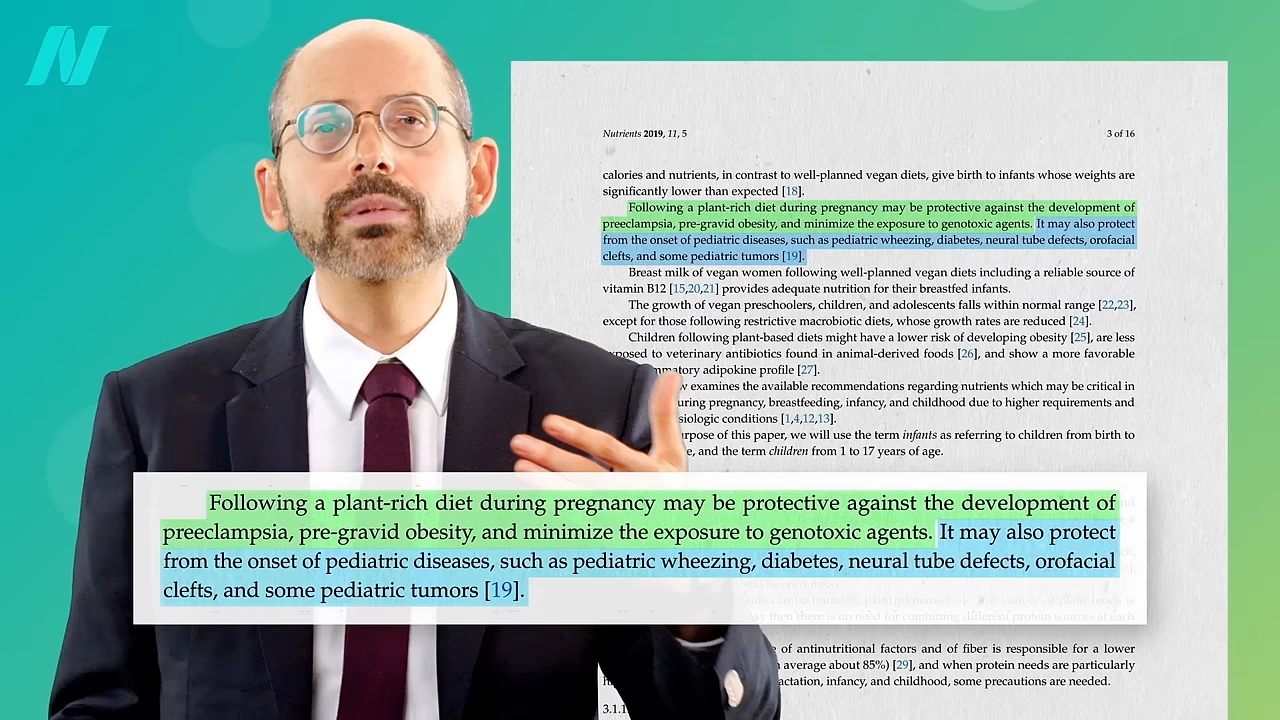 N
Nutrients 2019, 11, 5
3 of 16
calories and nutrients, in contrast to well-planned vegan diets, give birth to infants whose weights are
significantly lower than expected [18].
Following a plant-rich diet during pregnancy may be protective against the development of
preeclampsia, pre-gravid obesity, and minimize the exposure to genotoxic agents. It may also protect
from the onset of pediatric diseases, such as pediatric wheezing, diabetes, neural tube defects, orofacial
clefts, and some pediatric tumors [19].
Breast milk of vegan women following well-planned vegan diets including a reliable source of
vitamin B12 [15,20,21] provides adequate nutrition for their breastfed infants.
The growth of vegan preschoolers, children, and adolescents falls within normal range [22,23],
except for those following restrictive macrobiotic diets, whose growth rates are reduced [24].
Children following plant-based diets might have a lower risk of developing obesity [25], are less
to veterinary antibiotics found animal-derived foods [26], and show a more favorable
adipokine profile [27].
examines the available recommendations regarding nutrients which may be critical in
pregnancy, breastfeeding, infancy, and childhood due to higher requirements and
conditions [1,4,12,13].
of this paper, we will use the term infants as referring to children from birth to
and the term children from 1 to 17 years of age.
Following a plant-rich diet during pregnancy may be protective against the development of
preeclampsia, pre-gravid obesity, and minimize the exposure to genotoxic agents. It may also protect
from the onset of pediatric diseases, such as pediatric wheezing, diabetes, neural tube defects, orofacial
clefts, and some pediatric tumors [19].
of antinutritional factors and of fiber is responsible for a lower
average about 85%) [29], and when protein needs are particularly
infancy, and childhood, some precautions are needed.
3.1.1.